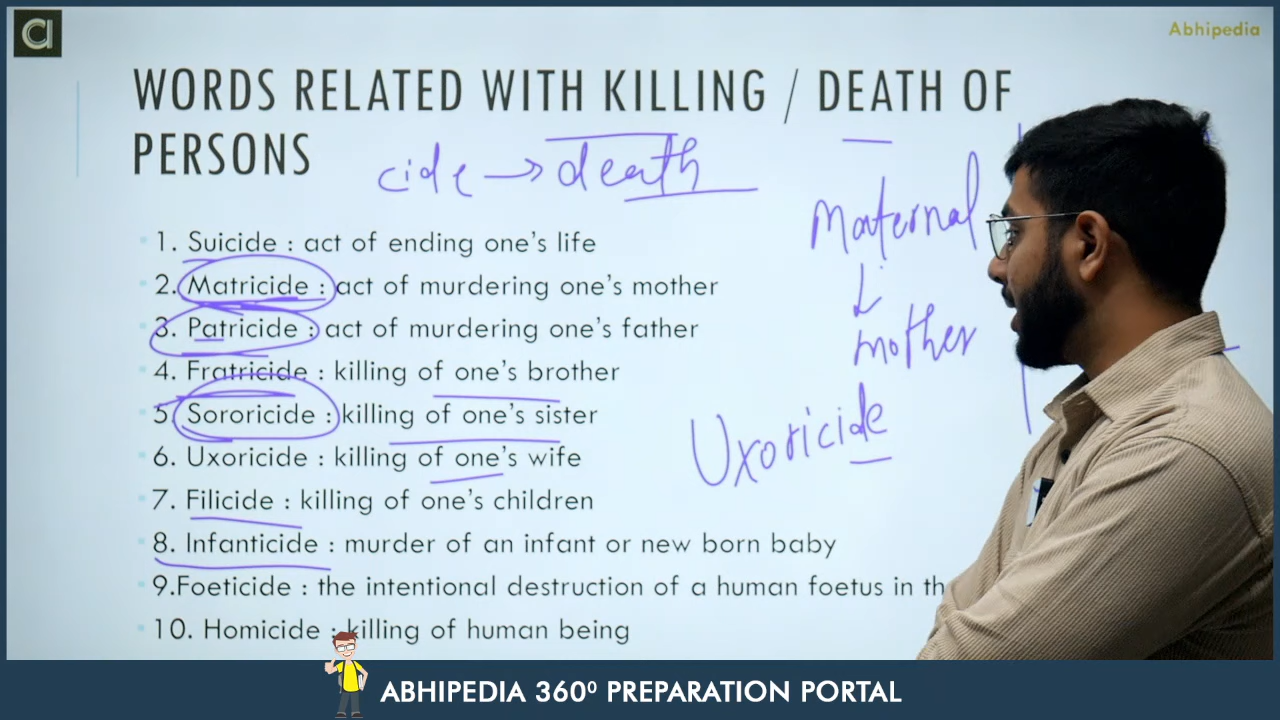 Abhipedia
WORDS RELATED WITH KILLING / DEATH OF
PERSONS
cide → death
Maternal
↓
mother
1. Suicide : act of ending one's life
2. Matricide : act of murdering one's mother
3. Patricide : act of murdering one's father
4. Fratricide : killing of one's brother
5. Sororicide : killing of one's sister
Uxoricide
6. Uxoricide : killing of one's wife
7. Filicide : killing of one's children
8. Infanticide : murder of an infant or new born baby
9.Foeticide : the intentional destruction of a human foetus in
10. Homicide : killing of human being
ABHIPEDIA 360⁰ PREPARATION PORTAL